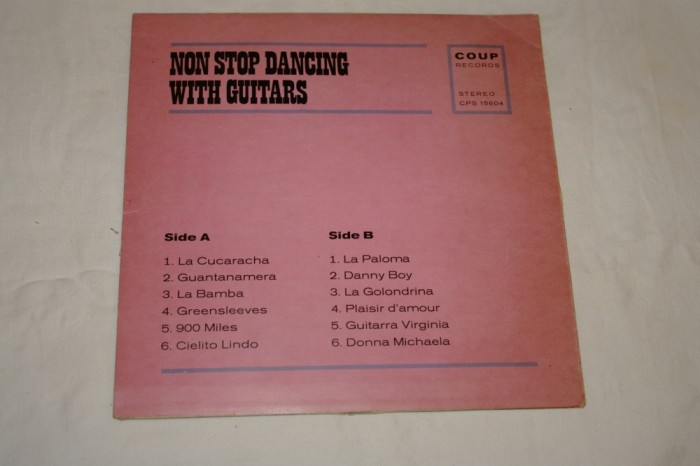 NON STOP DANCING
WITH GUITARS
COUP
RECORDS
STEREO
CPS 15604
Side A
1. La Cucaracha
2. Guantanamera
3. La Bamba
4. Greensleeves
5. 900 Miles
6. Cielito Lindo
Side B
1. La Paloma
2. Danny Boy
3. La Golondrina
4. Plaisir d'amour
5. Guitarra Virginia
6. Donna Michaela